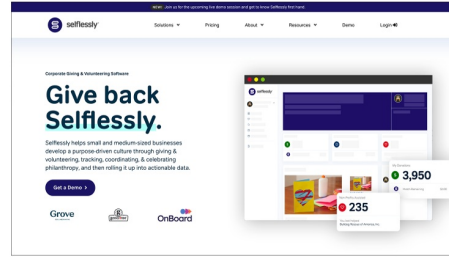 NEW! Join us for the upcoming live demo session and get to know Selflessly first hand.
selflessly
Solutions
Pricing
About
Resources
Demo
Login
Corporate Giving & Volunteering Software
Give back
Selflessly.
Selflessly helps small and medium-sized businesses
develop a purpose-driven culture through giving &
volunteering, tracking, coordinating, & celebrating
philanthropy, and then rolling it up into actionable data.
Get a Demo
Grove
OnBoard
selflessly
3,950
235